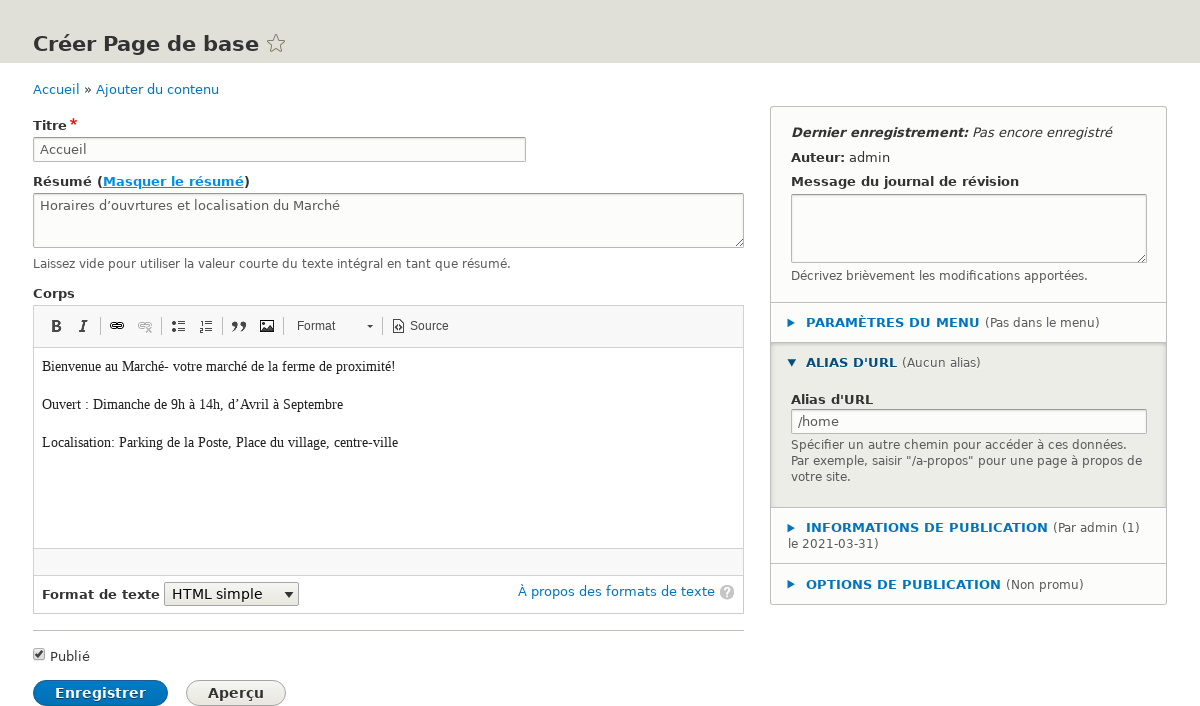 Créer Page de base
Accueil » Ajouter du contenu
Titre*
Accueil
Résumé (Masquer le résumé)
Horaires d’ouvrtures et localisation du Marché
Laissez vide pour utiliser la valeur courte du texte intégral en tant que résumé.
Corps
B I Format Source
Bienvenue au Marché- votre marché de la ferme de proximité!
Ouvert : Dimanche de 9h à 14h, d’Avril à Septembre
Localisation: Parking de la Poste, Place du village, centre-ville
Format de texte HTML simple À propos des formats de texte ?
Publié
Enregistrer Aperçu
Dernier enregistrement: Pas encore enregistré
Auteur: admin
Message du journal de révision
Décrivez brièvement les modifications apportées.
PARAMÈTRES DU MENU (Pas dans le menu)
ALIAS D'URL (Aucun alias)
Alias d'URL
/home
Spécifier un autre chemin pour accéder à ces données.
Par exemple, saisir "/a-propos" pour une page à propos de
votre site.
INFORMATIONS DE PUBLICATION (Par admin (1)
le 2021-03-31)
OPTIONS DE PUBLICATION (Non promu)